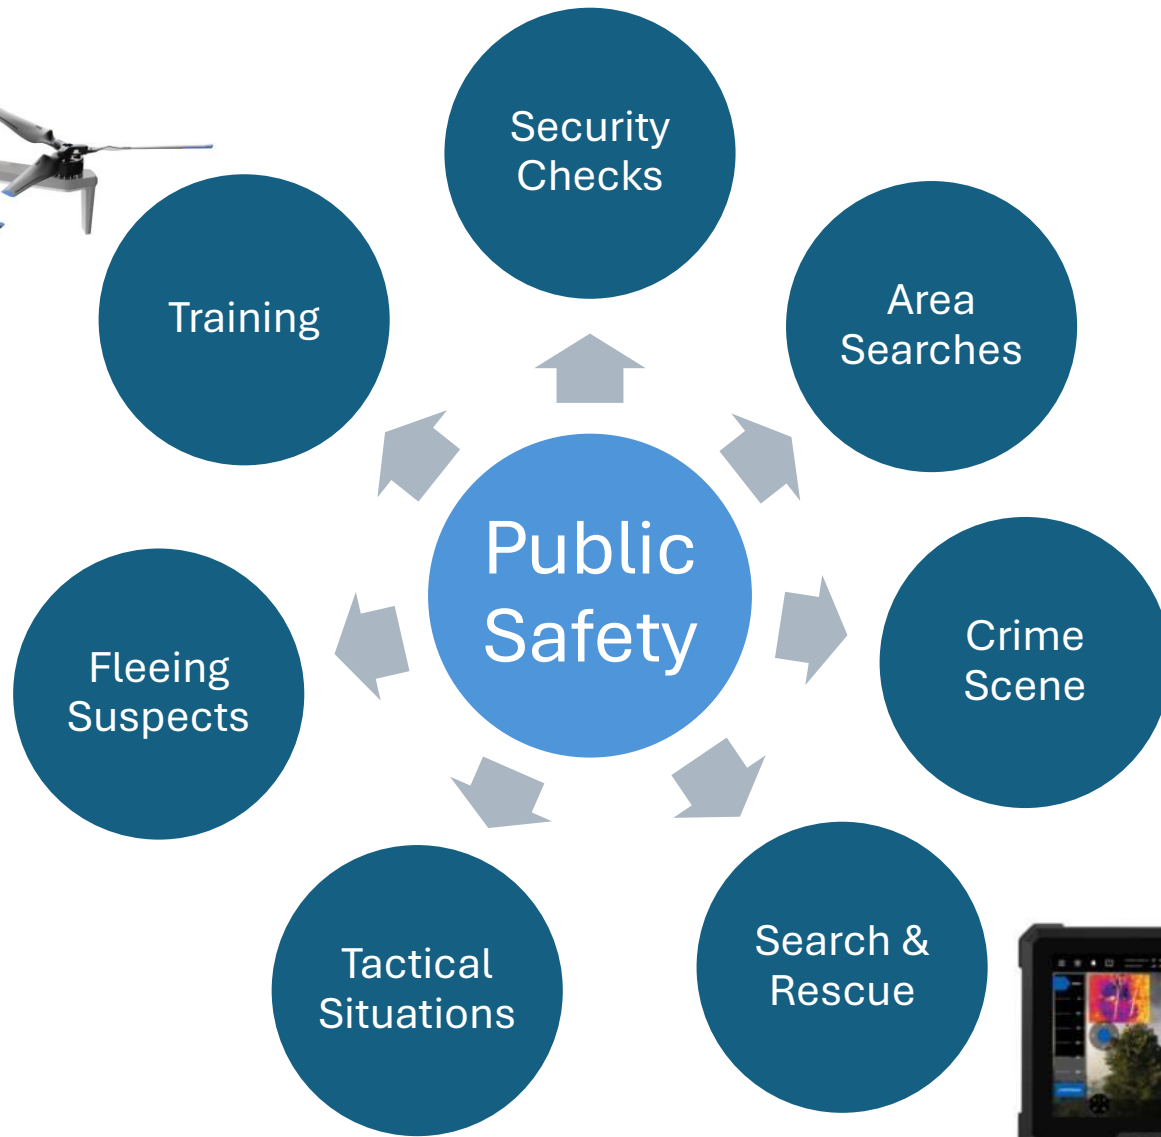 Security
Checks
Area
Searches
Training
Public
Safety
Crime
Scene
Fleeing
Suspects
Search &
Rescue
Tactical
Situations